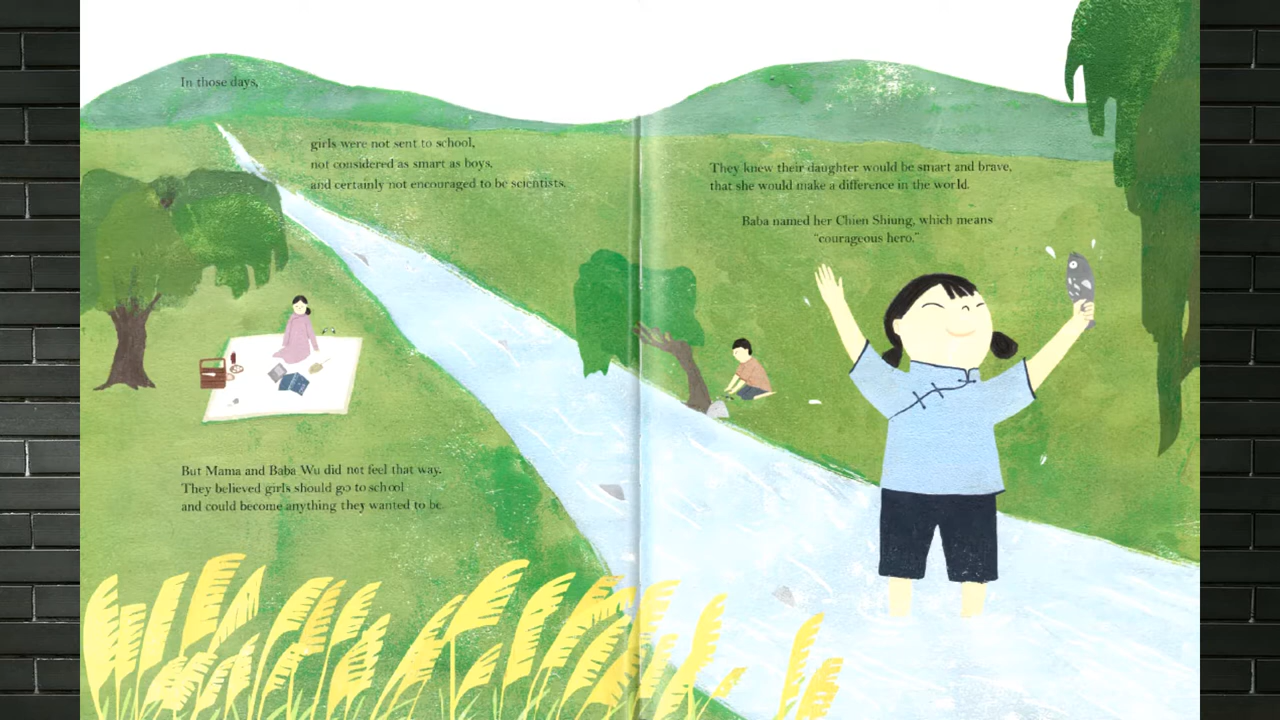 In those days,
girls were not sent to school,
not considered as smart as boys,
and certainly not encouraged to be scientists.
But Mama and Baba Wu did not feel that way.
They believed girls should go to school
and could become anything they wanted to be.
They knew their daughter would be smart and brave,
that she would make a difference in the world.
Baba named her Chien Shiung, which means
“courageous hero.”